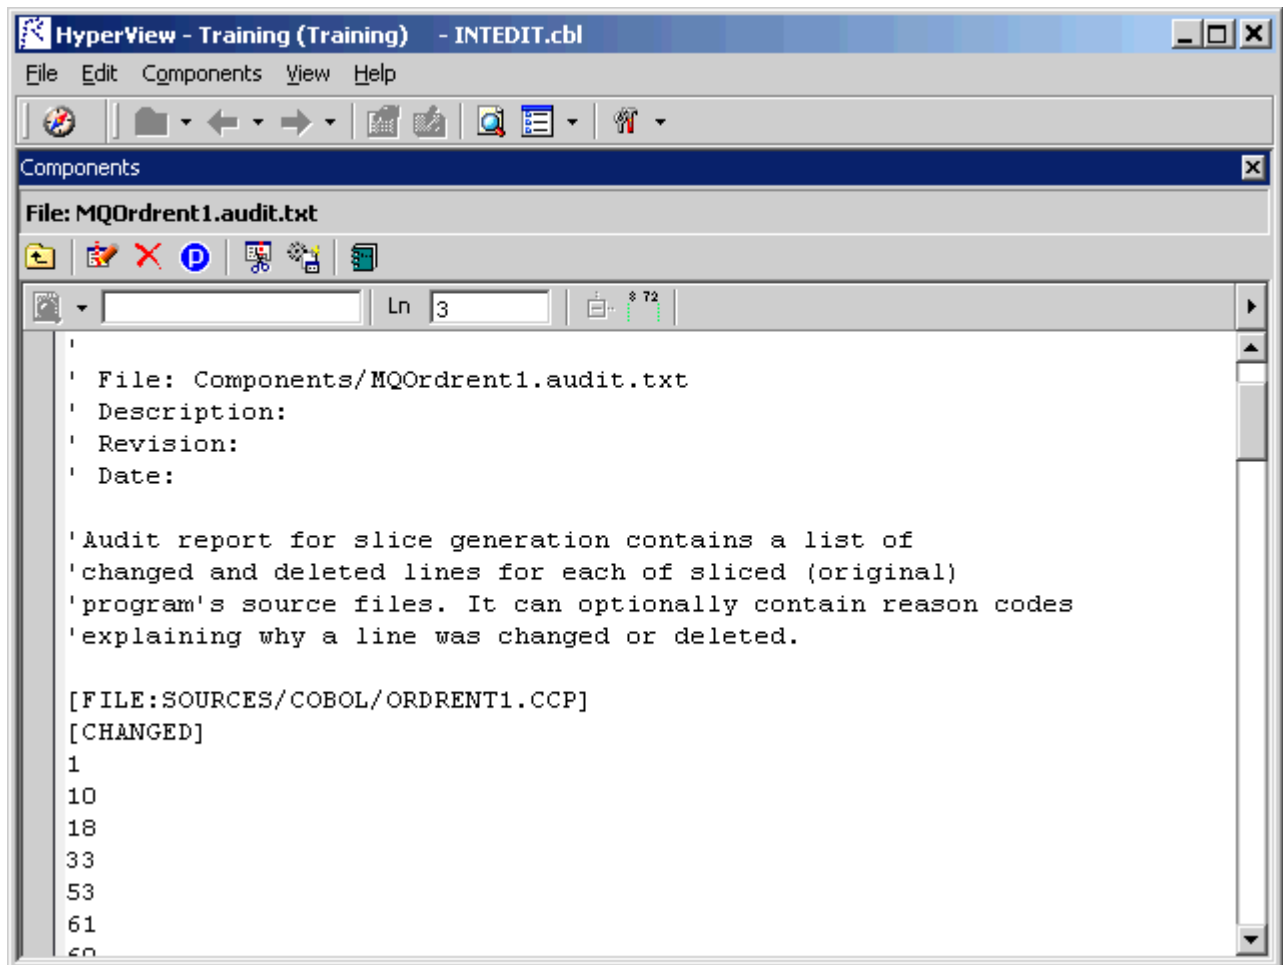 HyperView - Training (Training) - INTEDIT.cbl
File Edit Components View Help
Components
File: MQOrdrent1.audit.txt
P
Ln 3 8 72
'
' File: Components/MQOrdrent1.audit.txt
' Description:
' Revision:
' Date:
'Audit report for slice generation contains a list of
'changed and deleted lines for each of sliced (original)
'program's source files. It can optionally contain reason codes
'explaining why a line was changed or deleted.
[FILE:SOURCES/COBOL/ORDRENT1.CCP]
[CHANGED]
1
10
18
33
53
61